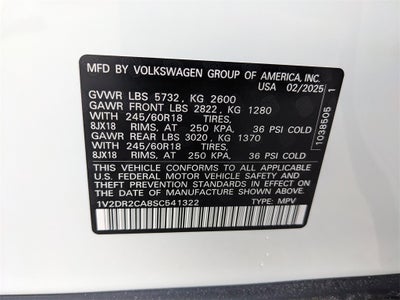 MFD BY VOLKSWAGEN GROUP OF AMERICA, INC.
USA 02/2025
GVWR LBS 5732, KG 2600
GAWR FRONT LBS 2822, KG 1280
WITH 245/60R18 TIRES,
8JX18 RIMS, AT 250 KPA. 36 PSI COLD
GAWR REAR LBS 3020, KG 1370
WITH 245/60R18 TIRES,
8JX18 RIMS, AT 250 KPA. 36 PSI COLD
THIS VEHICLE CONFORMS TO ALL APPLICABLE
FEDERAL MOTOR VEHICLE SAFETY STANDARDS AND
THEFT PREVENTION STANDARD IN EFFECT ON
THE DATE OF MANUFACTURE SHOWN ABOVE.
1V2DR2CA8SC541322 TYPE: MPV
1038505 1